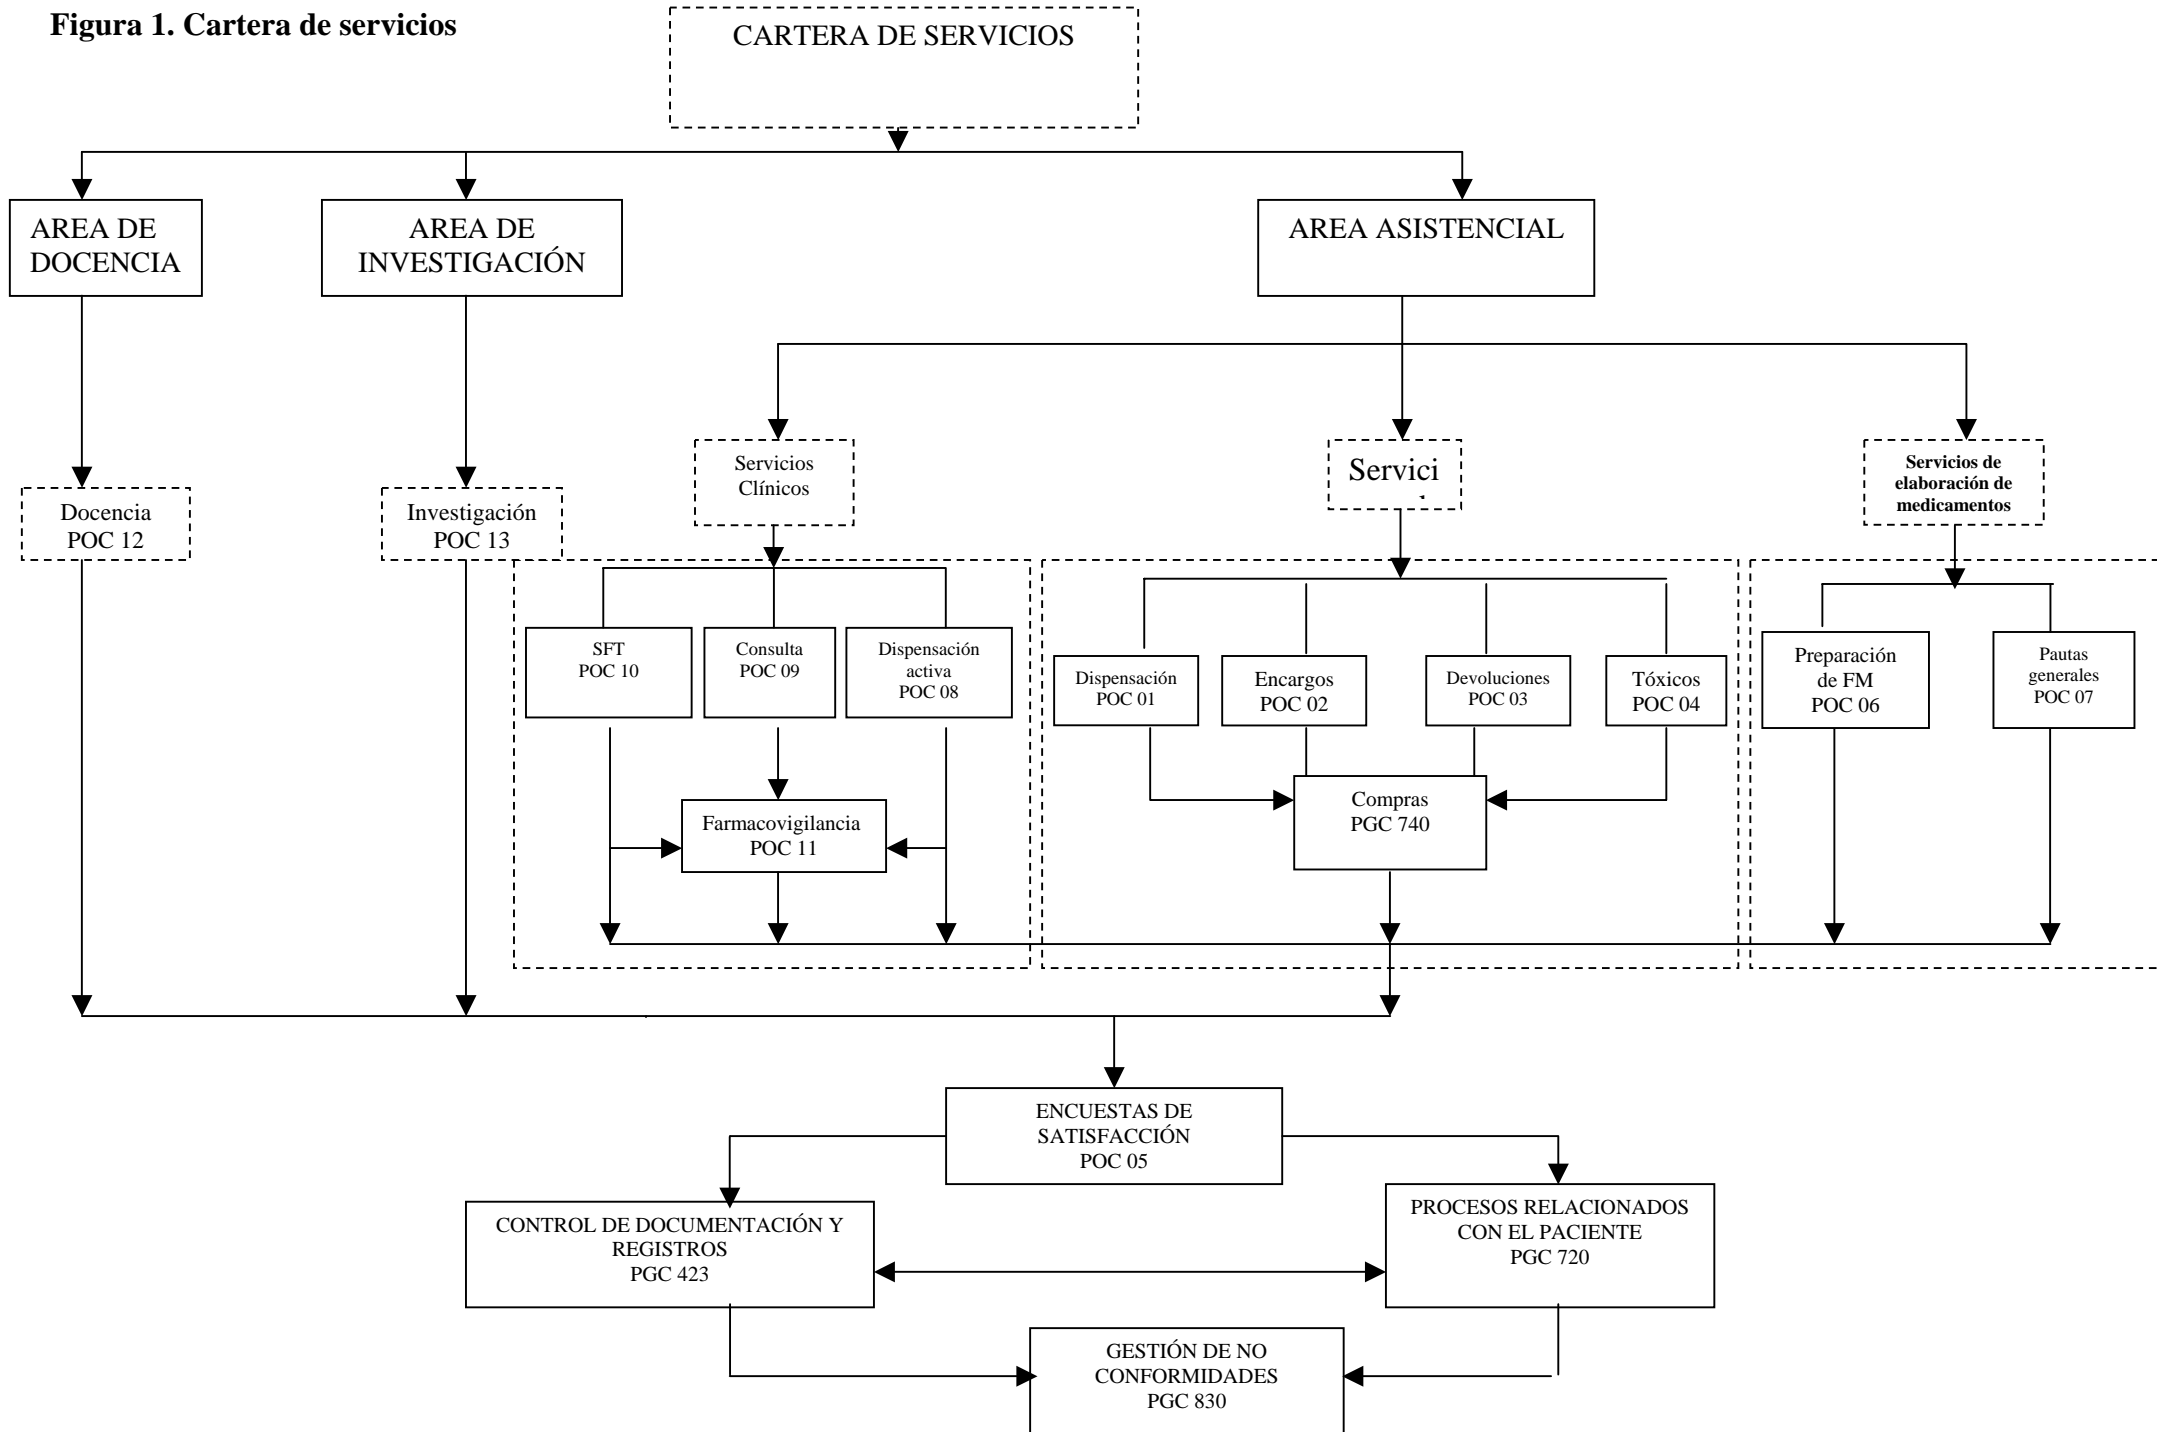 Figura 1. Cartera de servicios
CARTERA DE SERVICIOS
AREA DE
DOCENCIA
AREA DE
INVESTIGACIÓN
AREA ASISTENCIAL
Servicios
Clínicos
Servici
Servicios de
elaboración de
medicamentos
Docencia
POC 12
Investigación
POC 13
SFT
POC 10
Consulta
POC 09
Dispensación
activa
POC 08
Dispensación
POC 01
Encargos
POC 02
Devoluciones
POC 03
Tóxicos
POC 04
Preparación
de FM
POC 06
Pautas
generales
POC 07
Farmacovigilancia
POC 11
Compras
PGC 740
ENCUESTAS DE
SATISFACCIÓN
POC 05
CONTROL DE DOCUMENTACIÓN Y
REGISTROS
PGC 423
PROCESOS RELACIONADOS
CON EL PACIENTE
PGC 720
GESTIÓN DE NO
CONFORMIDADES
PGC 830